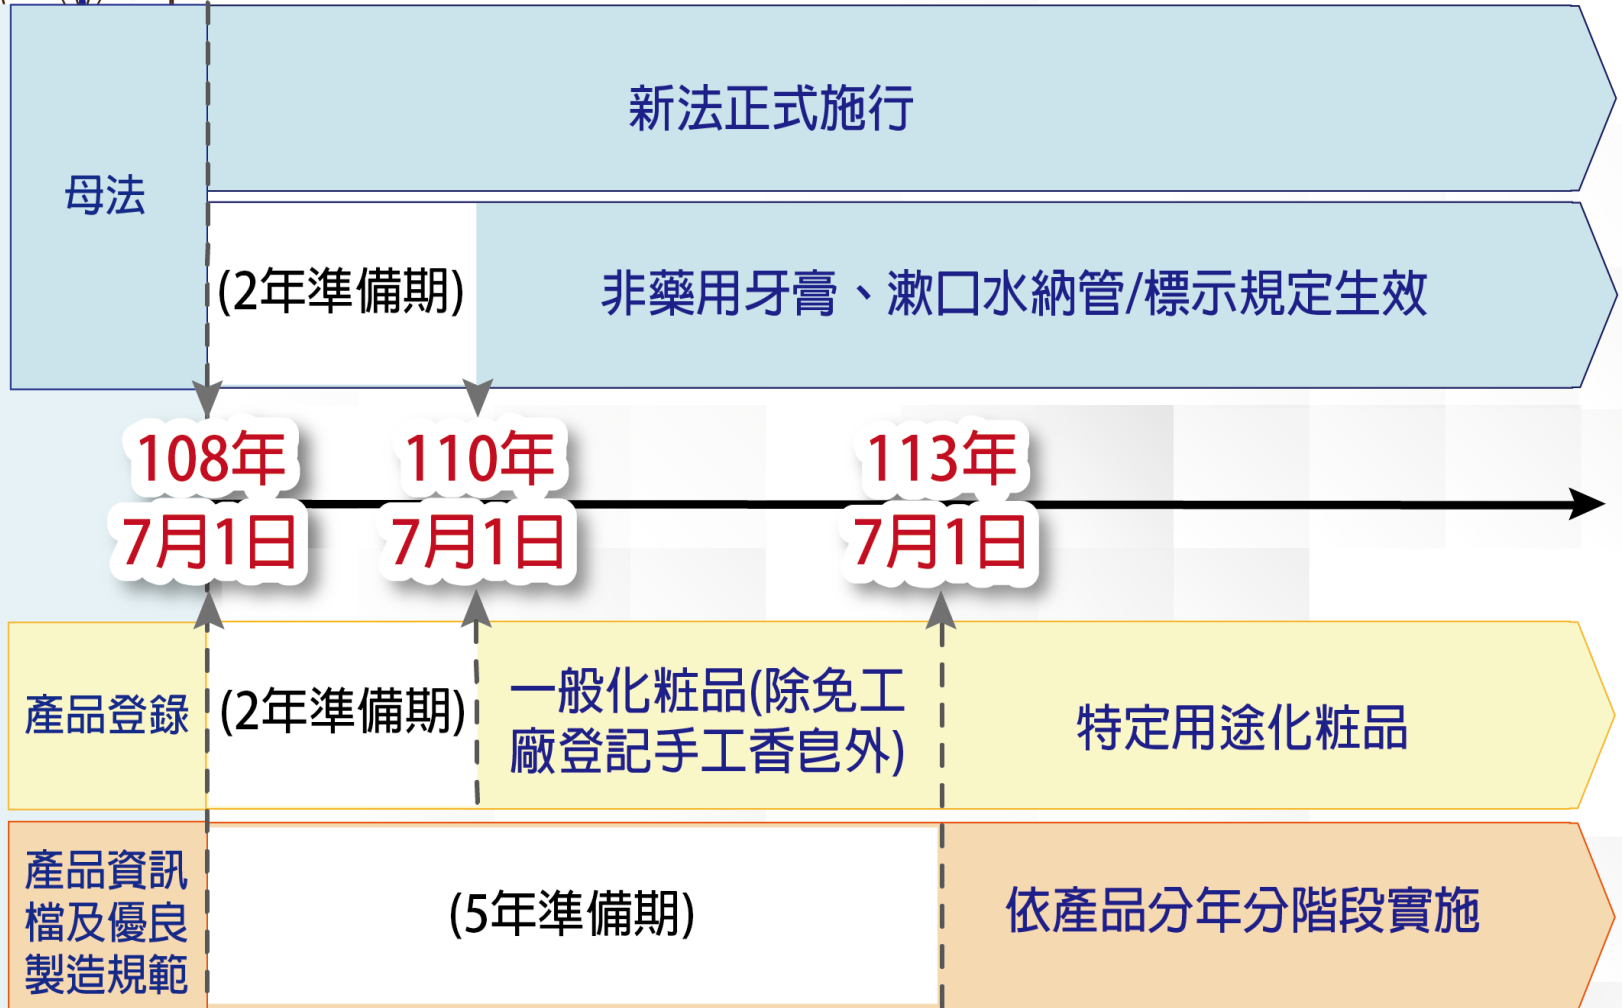 母法
新法正式施行
(2年準備期)
非藥用牙膏、漱口水納管/標示規定生效
108年
7月1日
110年
7月1日
113年
7月1日
產品登錄
(2年準備期)
一般化粧品(除免工
廠登記手工香皂外)
特定用途化粧品
產品資訊
檔及優良
製造規範
(5年準備期)
依產品分年分階段實施